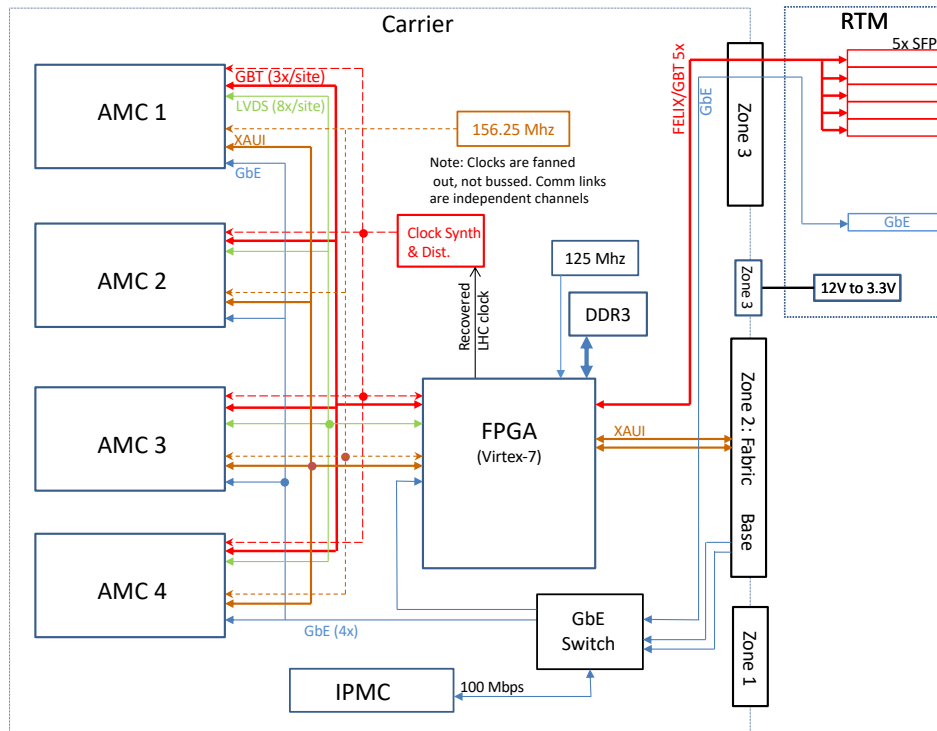 Carrier
RTM
5x SFP
AMC 1
GBT (3x/site)
LVDS (8x/site)
XAUI
GbE
156.25 Mhz
Note: Clocks are fanned
out, not bussed. Comm links
are independent channels
FELIX/GBT 5x
GbE
Zone 3
GbE
AMC 2
Clock Synth
& Dist.
Recovered
LHC clock
125 Mhz
DDR3
Zone 3
12V to 3.3V
AMC 3
FPGA
(Virtex-7)
XAUI
Zone 2: Fabric
Base
AMC 4
GbE (4x)
GbE
Switch
Zone 1
IPMC
100 Mbps